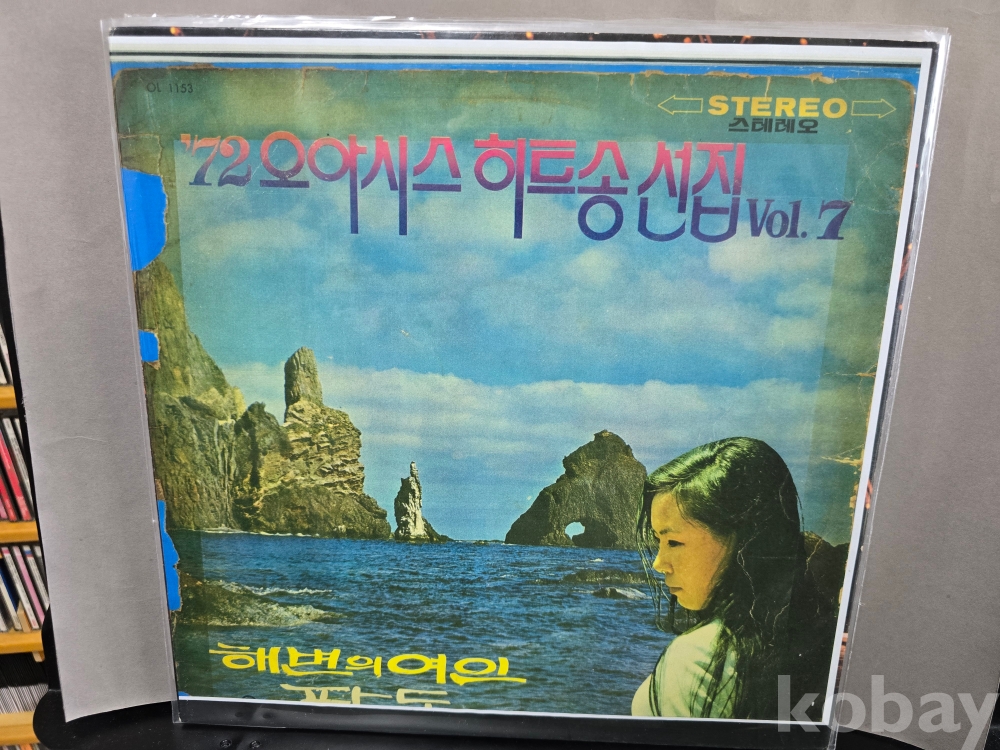 OL 1153
STEREO
스테레오
'72 오아시스 히트송 선집 Vol. 7
해변의 여인
kobay